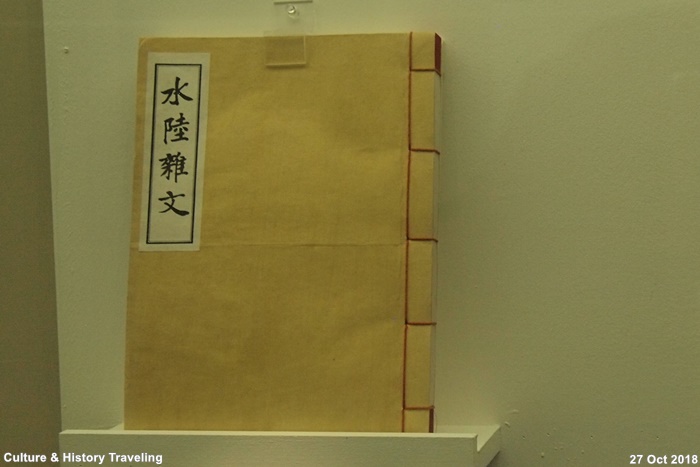 水陸雜文
Culture & History Traveling
27 Oct 2018